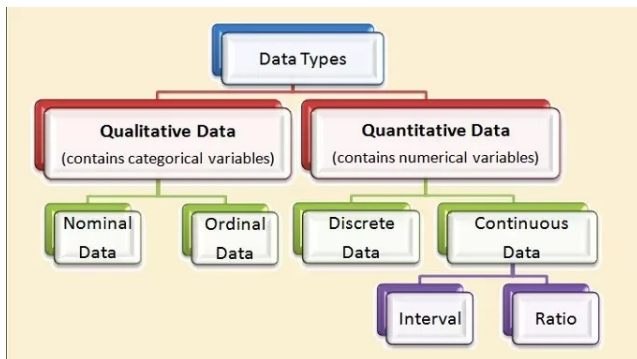 Data Types
Qualitative Data
(contains categorical variables)
Quantitative Data
(contains numerical variables)
Nominal
Data
Ordinal
Data
Discrete
Data
Continuous
Data
Interval
Ratio